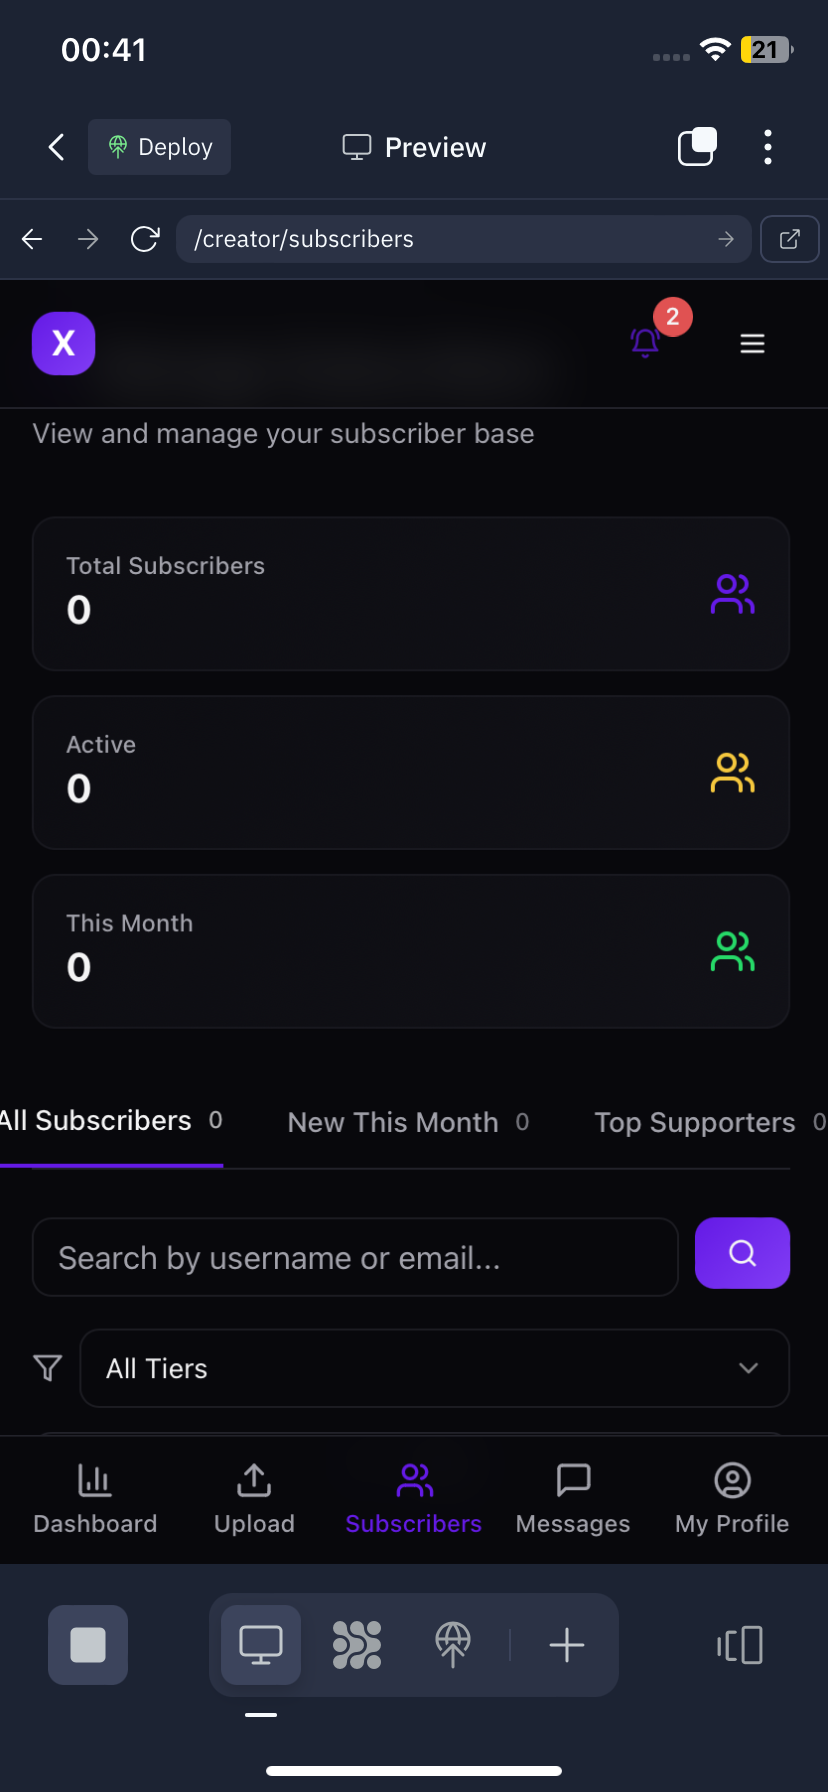 00:41
21
Deploy
Preview
/creator/subscribers
X
2
View and manage your subscriber base
Total Subscribers
0
Active
0
This Month
0
All Subscribers 0
New This Month 0
Top Supporters 0
Search by username or email...
All Tiers
Dashboard
Upload
Subscribers
Messages
My Profile